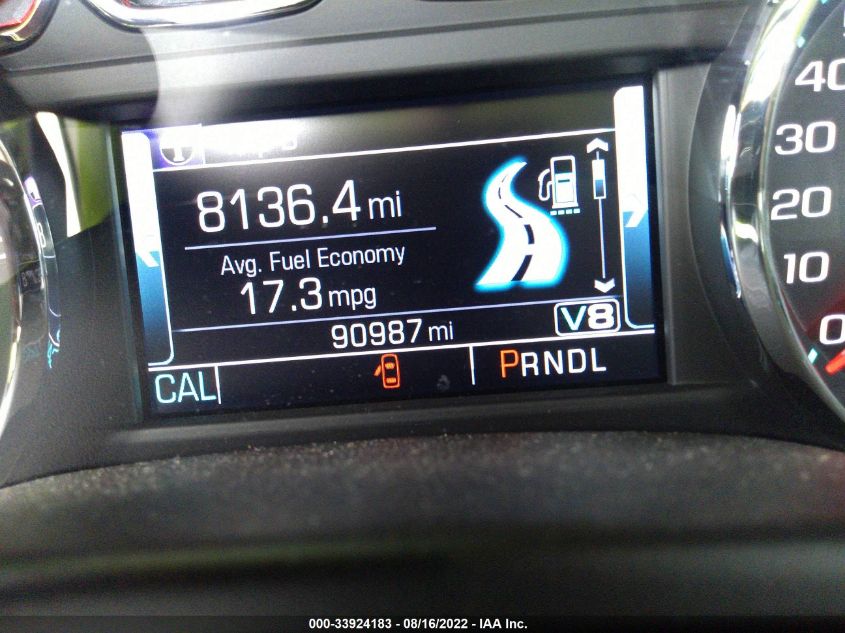 8136.4 mi
Avg. Fuel Economy
17.3 mpg
90987 mi
V8
CAL
PRNDL
40
30
20
10
0
000-33924183 - 08/16/2022 - IAA Inc.